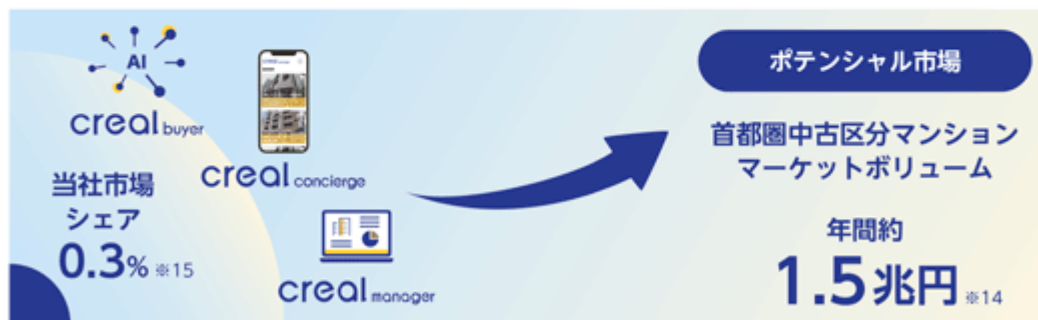 AI
creal buyer
creal concierge
当社市場
シェア
0.3% ※15
creal manager
ポテンシャル市場
首都圏中古区分マンション
マーケットボリューム
年間約
1.5兆円 ※14